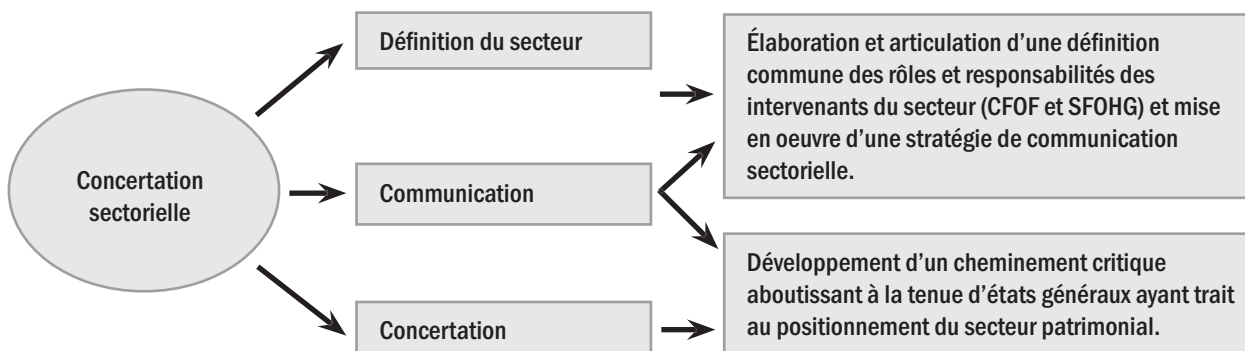 Concertation
sectorielle
Définition du secteur
Communication
Concertation
Élaboration et articulation d’une définition
commune des rôles et responsabilités des
intervenants du secteur (CFOF et SFOHG) et mise
en oeuvre d’une stratégie de communication
sectorielle.
Développement d’un cheminement critique
aboutissant à la tenue d’états généraux ayant trait
au positionnement du secteur patrimonial.